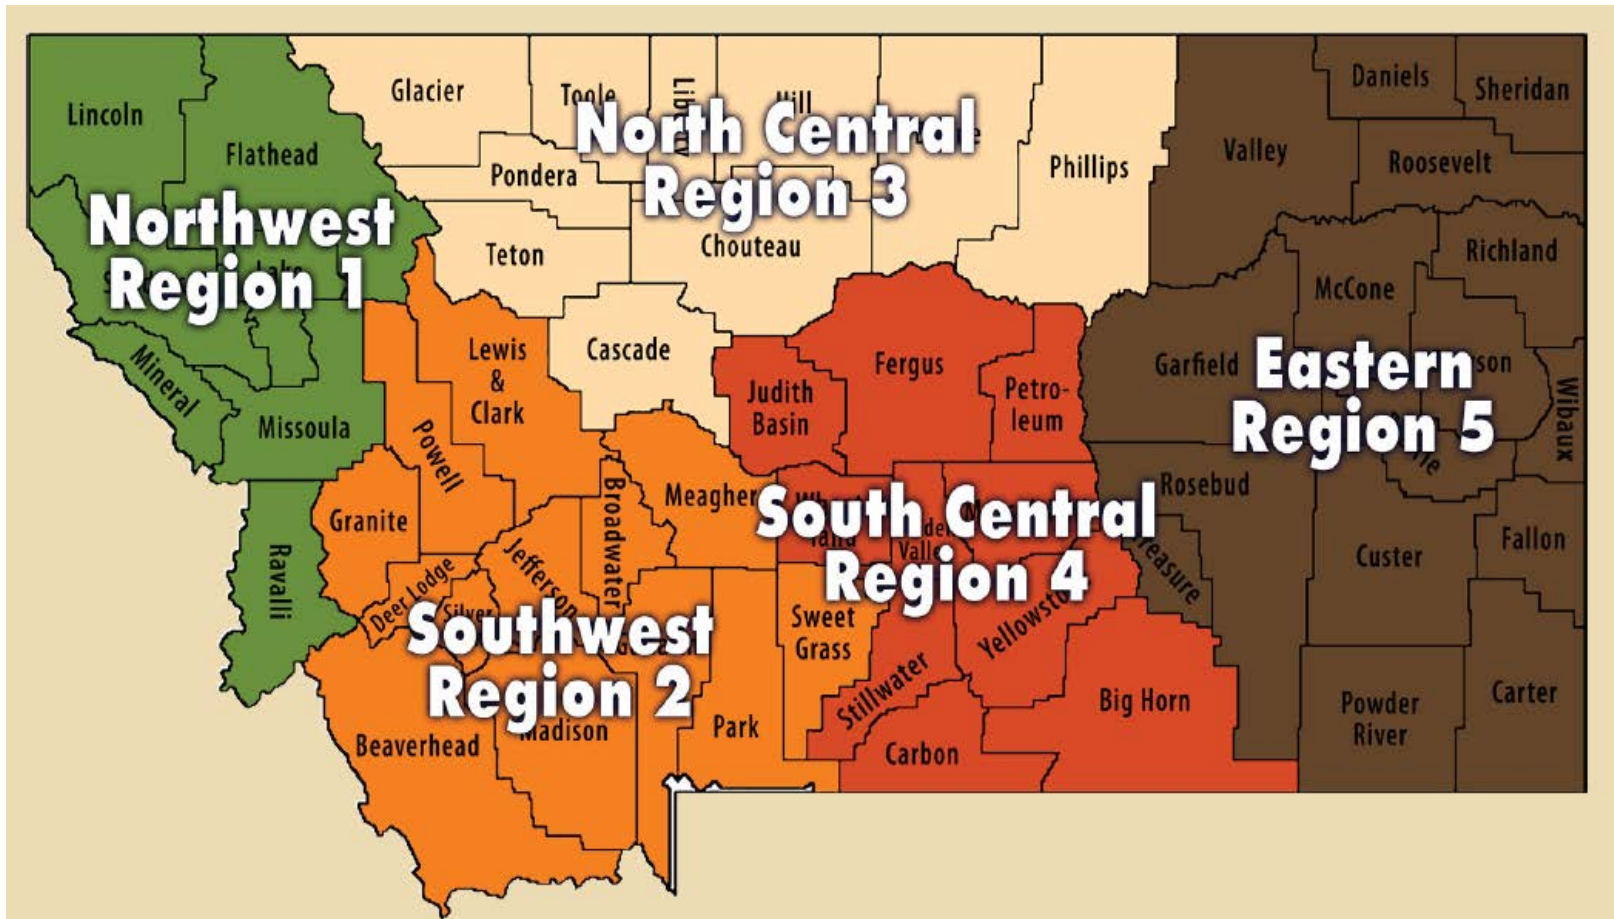 Lincoln
Flathead
Northwest
Region 1
Mineral
Missoula
Ravalli
Glacier
Toole
Pondera
Teton
North Central
Region 3
Chouteau
Phillips
Cascade
Lewis
&
Clark
Powell
Granite
Deer Lodge
Silver
Jefferson
Broadwater
Meagher
Southwest
Region 2
Beaverhead
Madison
Park
Sweet
Grass
Judith
Basin
Fergus
Petro-
leum
South Central
Region 4
Stillwater
Yellowsto
Carbon
Big Horn
Valley
Daniels
Sheridan
Roosevelt
Richland
McCone
Garfield
Eastern
Region 5
Wibaux
Rosebud
Treasure
Custer
Fallon
Powder
River
Carter